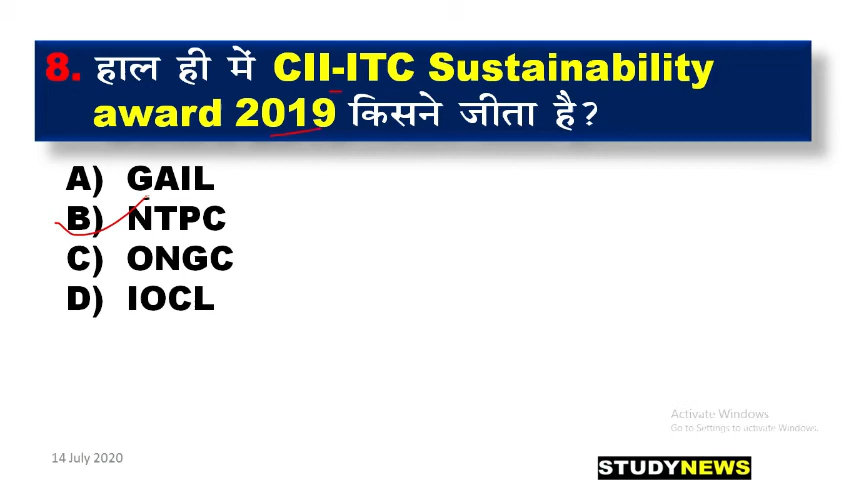 8. हाल ही में CII-ITC Sustainability
award 2019 किसने जीता है?
A) GAIL
B) NTPC
C) ONGC
D) IOCL
Activate Windows
Go to Settings to activate Windows.
14 July 2020
STUDYNEWS